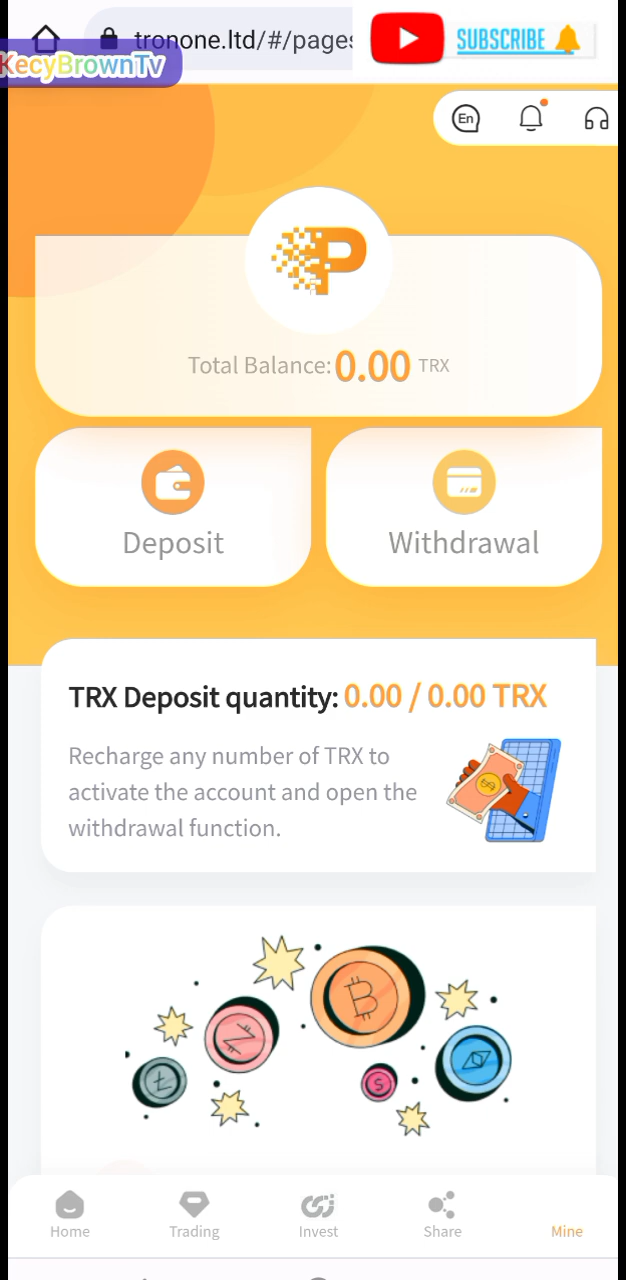 tronone.ltd/#/pages
SUBSCRIBE
KecyBrownTv
En
P
Total Balance: 0.00 TRX
Deposit
Withdrawal
TRX Deposit quantity: 0.00 / 0.00 TRX
Recharge any number of TRX to
activate the account and open the
withdrawal function.
Home
Trading
Invest
Share
Mine